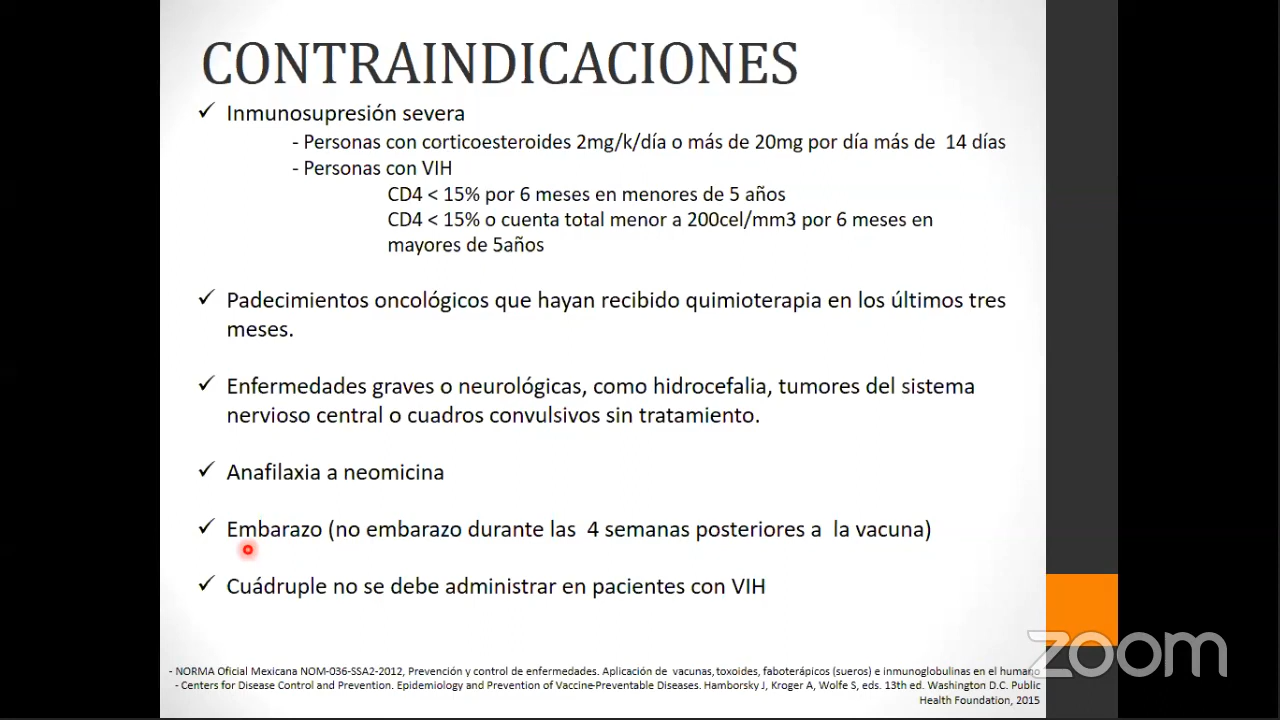 CONTRAINDICACIONES
✓ Inmunosupresión severa
- Personas con corticoesteroides 2mg/k/día o más de 20mg por día más de 14 días
- Personas con VIH
CD4 < 15% por 6 meses en menores de 5 años
CD4 < 15% o cuenta total menor a 200cel/mm3 por 6 meses en
mayores de 5años
✓ Padecimientos oncológicos que hayan recibido quimioterapia en los últimos tres
meses.
✓ Enfermedades graves o neurológicas, como hidrocefalia, tumores del sistema
nervioso central o cuadros convulsivos sin tratamiento.
✓ Anafilaxia a neomicina
✓ Embarazo (no embarazo durante las 4 semanas posteriores a la vacuna)
✓ Cuádruple no se debe administrar en pacientes con VIH
- NORMA Oficial Mexicana NOM-036-SSA2-2012, Prevención y control de enfermedades. Aplicación de vacunas, toxoides, faboterápicos (sueros) e inmunoglobulinas en el humano
- Centers for Disease Control and Prevention. Epidemiology and Prevention of Vaccine-Preventable Diseases. Hamborsky J, Kroger A, Wolfe S, eds. 13th ed. Washington D.C. Public
Health Foundation, 2015
zoom